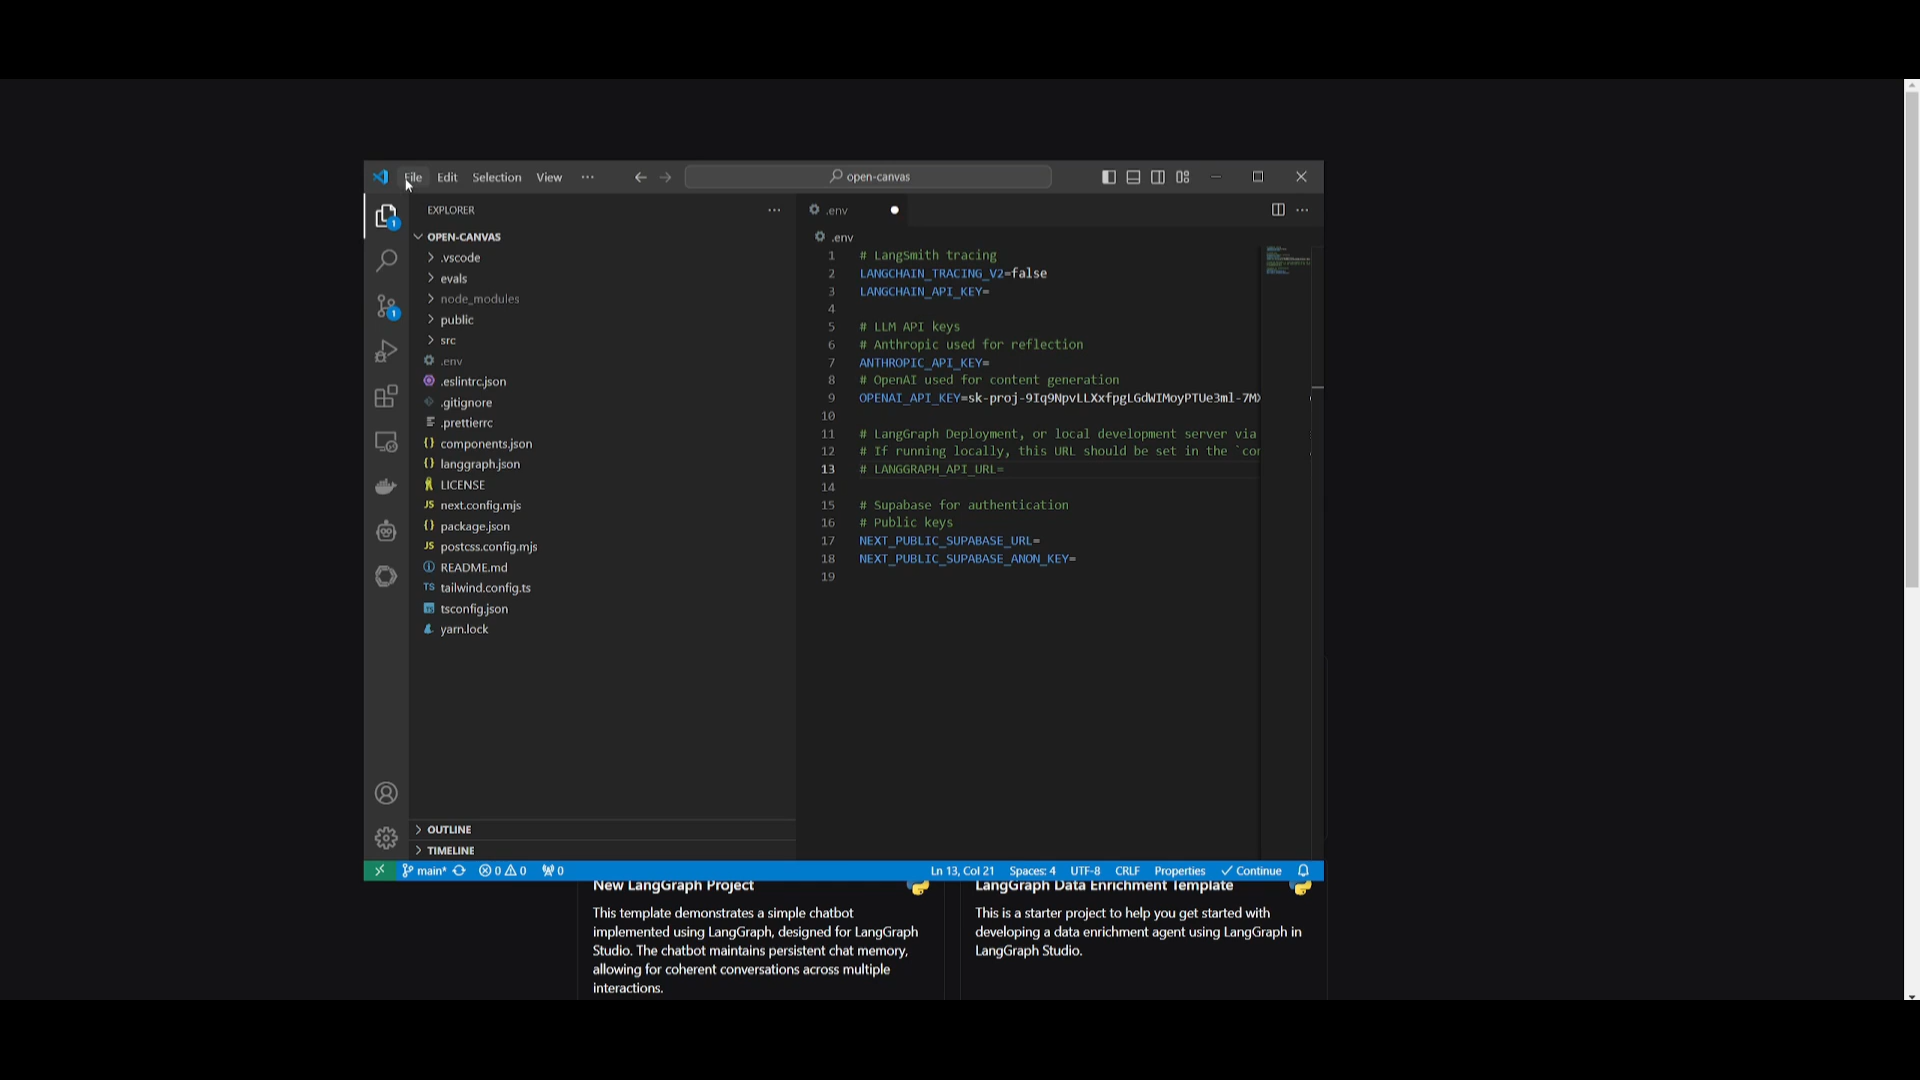 File Edit Selection View ··· open-canvas
EXPLORER
OPEN-CANVAS
.vscode
evals
node_modules
public
src
.env
.eslintrc.json
.gitignore
.prettierrc
components.json
langgraph.json
LICENSE
next.config.mjs
package.json
postcss.config.mjs
README.md
tailwind.config.ts
tsconfig.json
yarn.lock
OUTLINE
TIMELINE
.env
.env
1 # LangSmith tracing
2 LANGCHAIN_TRACING_V2=false
3 LANGCHAIN_API_KEY=
4
5 # LLM API keys
6 # Anthropic used for reflection
7 ANTHROPIC_API_KEY=
8 # OpenAI used for content generation
9 OPENAI_API_KEY=sk-proj-9Iq9NpvLLXxfpgLGdWIMoyPTUe3ml-7M
10
11 # LangGraph Deployment, or local development server via
12 # If running locally, this URL should be set in the `cor
13 # LANGGRAPH_API_URL=
14
15 # Supabase for authentication
16 # Public keys
17 NEXT_PUBLIC_SUPABASE_URL=
18 NEXT_PUBLIC_SUPABASE_ANON_KEY=
19
main* 0 0 0 Ln 13, Col 21 Spaces: 4 UTF-8 CRLF Properties Continue
New LangGraph Project
This template demonstrates a simple chatbot
implemented using LangGraph, designed for LangGraph
Studio. The chatbot maintains persistent chat memory,
allowing for coherent conversations across multiple
interactions.
LangGraph Data Enrichment Template
This is a starter project to help you get started with
developing a data enrichment agent using LangGraph in
LangGraph Studio.